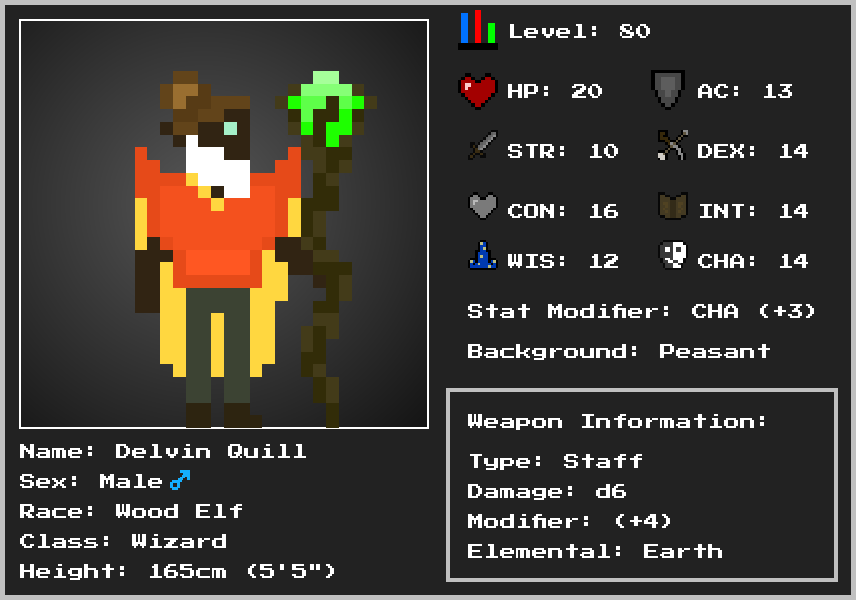 Level: 80
HP: 20 AC: 13
STR: 10 DEX: 14
CON: 16 INT: 14
WIS: 12 CHA: 14
Stat Modifier: CHA (+3)
Background: Peasant
Weapon Information:
Type: Staff
Damage: d6
Modifier: (+4)
Elemental: Earth
Name: Delvin Quill
Sex: Male♂
Race: Wood Elf
Class: Wizard
Height: 165cm (5'5")